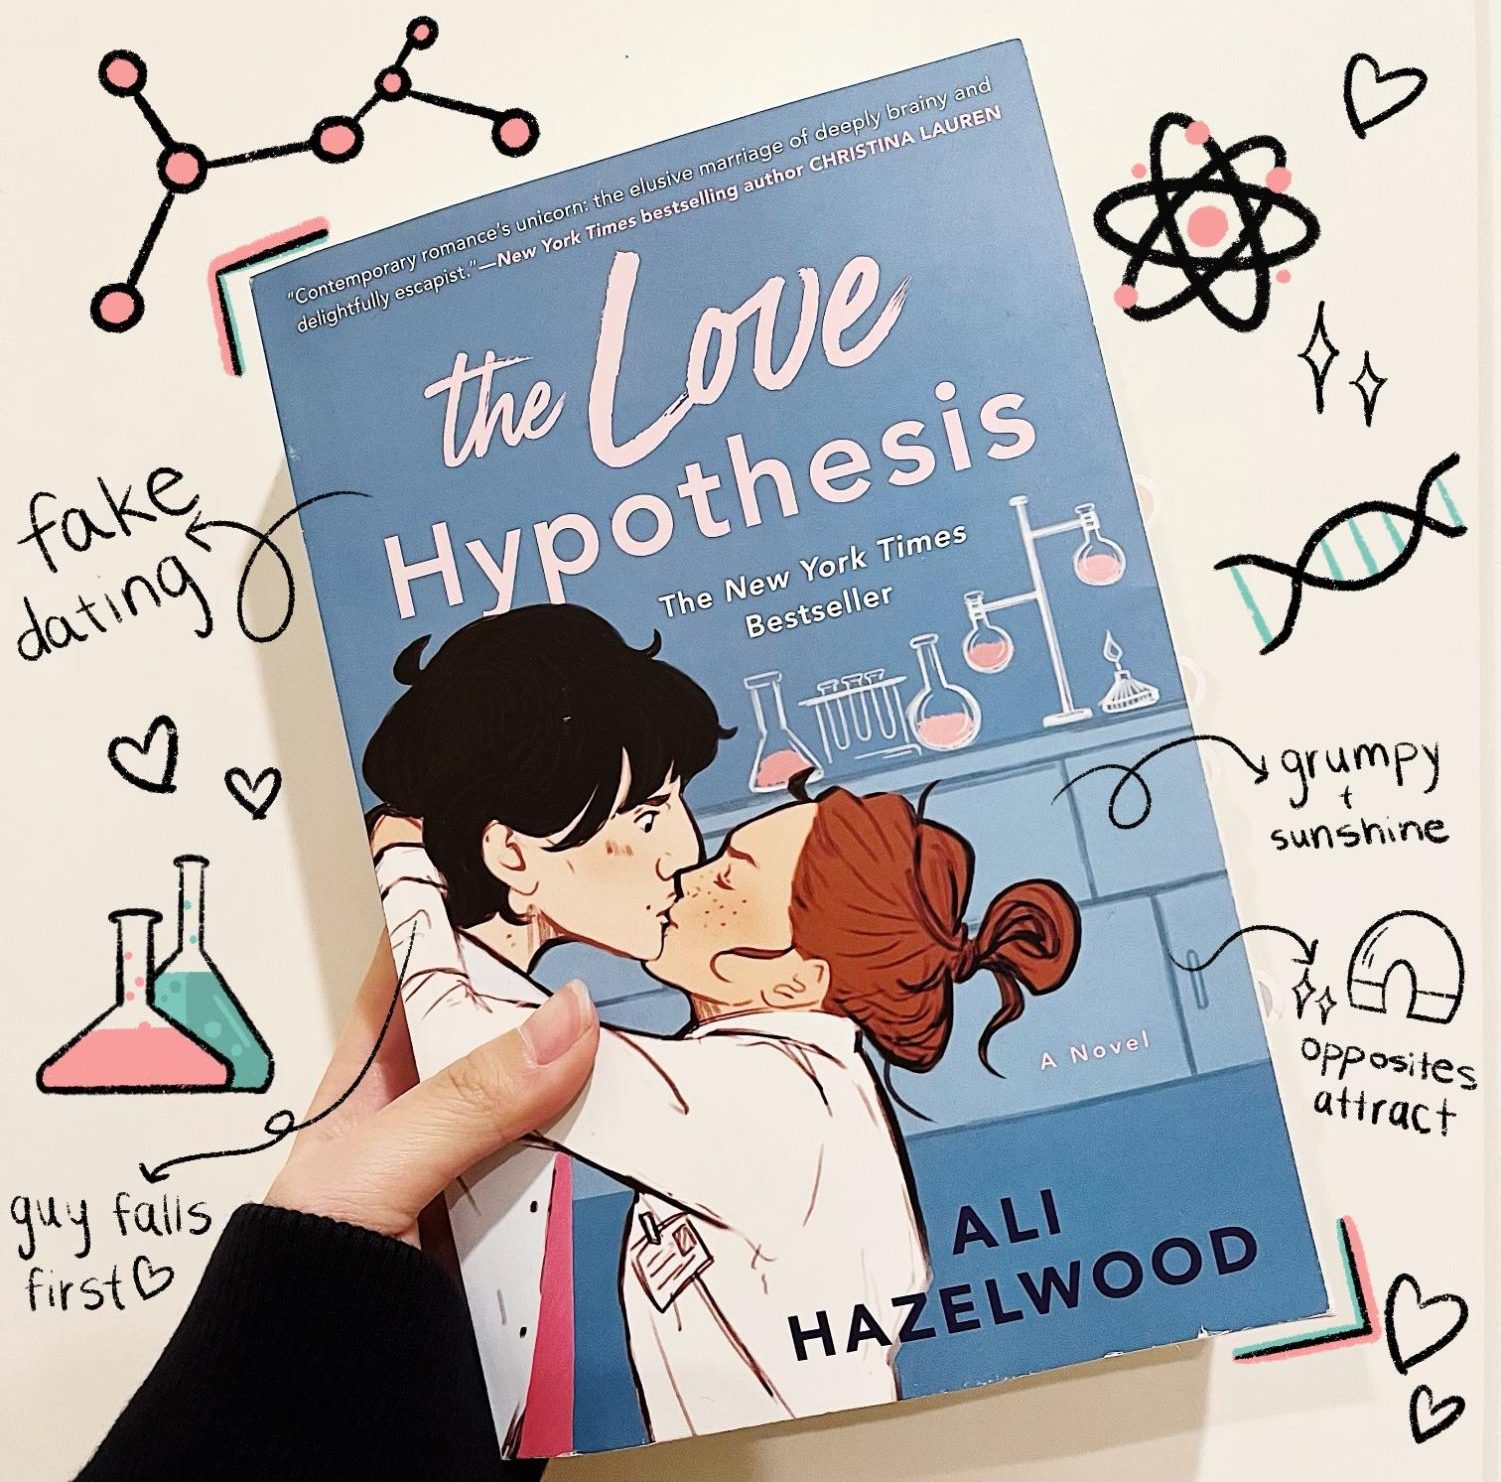 "Contemporary romance's unicorn: the elusive marriage of deeply brainy and
delightfully escapist."—New York Times bestselling author CHRISTINA LAUREN
the Love
Hypothesis
The New York Times
Bestseller
fake
dating
grumpy
+
sunshine
opposites
attract
A Novel
guy falls
first
ALI
HAZELWOOD